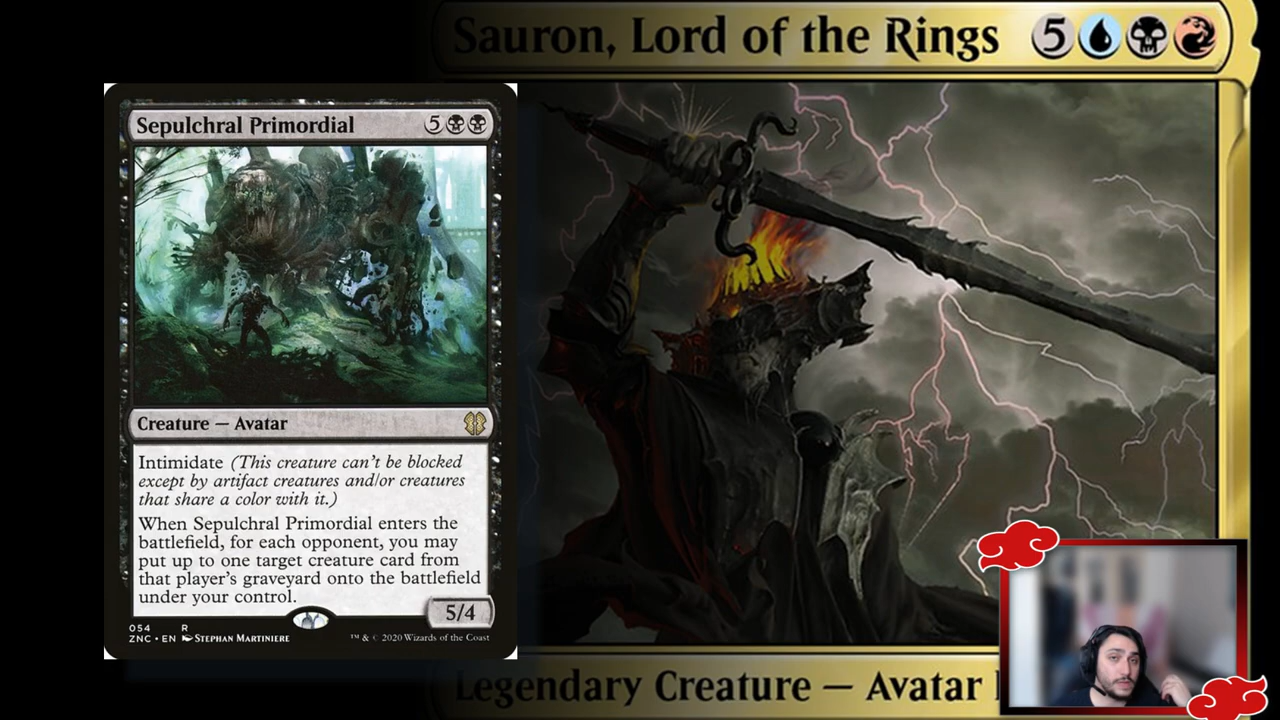 Sauron, Lord of the Rings 5
Sepulchral Primordial 5
Creature — Avatar
Intimidate (This creature can't be blocked
except by artifact creatures and/or creatures
that share a color with it.)
When Sepulchral Primordial enters the
battlefield, for each opponent, you may
put up to one target creature card from
that player's graveyard onto the battlefield
under your control.
5/4
054 R
ZNC • EN Stephan Martiniere
™ & © 2020 Wizards of the Coast
Legendary Creature — Avatar